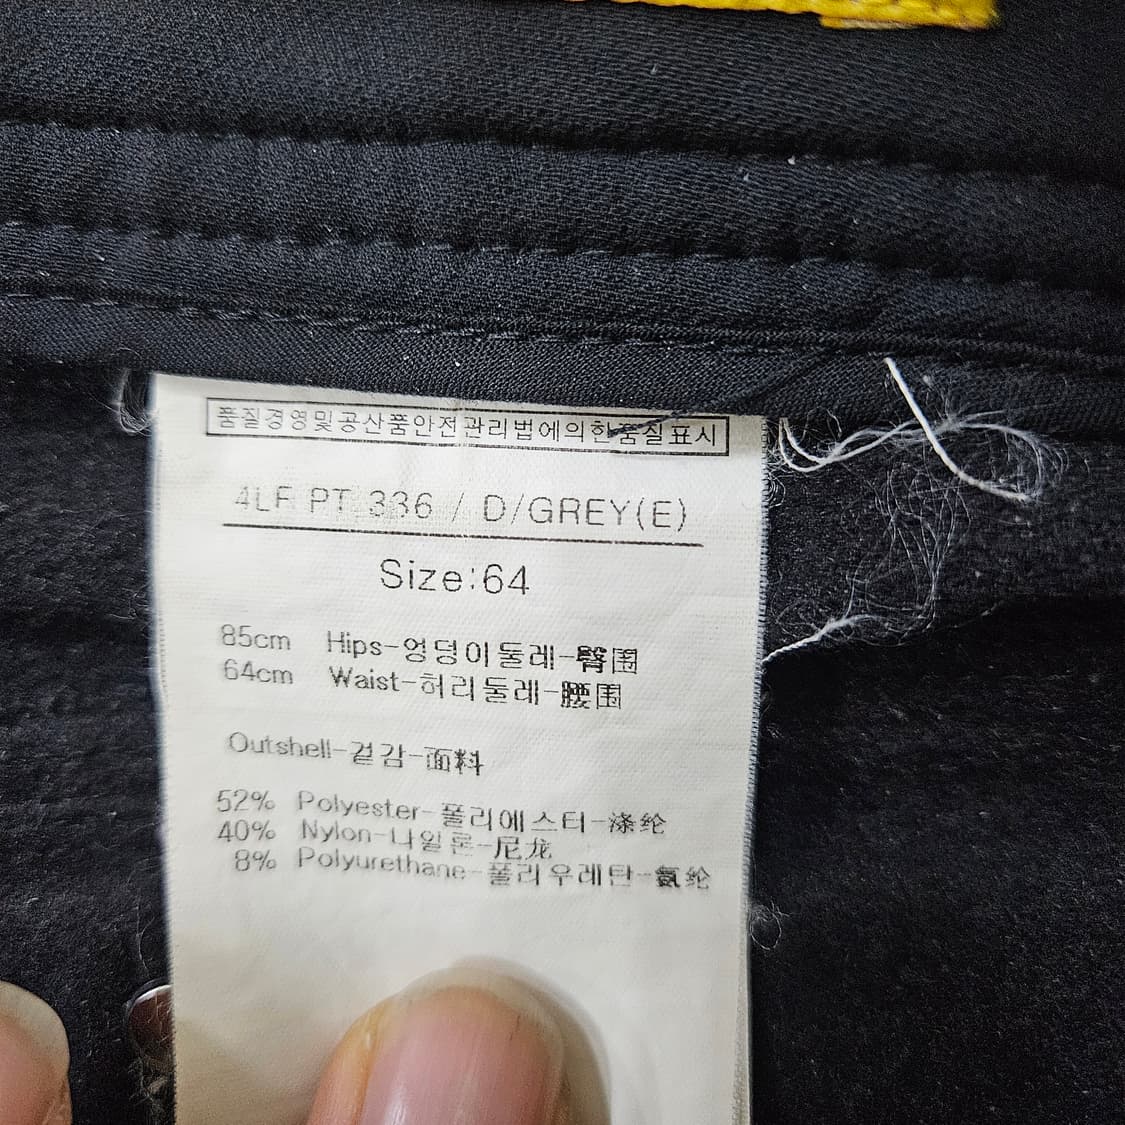 품질경영및공산품안전관리법에의한품질표시
4LF PT 336 / D/GREY(E)
Size:64
85cm Hips-엉덩이둘레-臀围
64cm Waist-허리둘레-腰围
Outshell-겉감-面料
52% Polyester-폴리에스터-涤纶
40% Nylon-나일론-尼龙
8% Polyurethane-폴리우레탄-氨纶